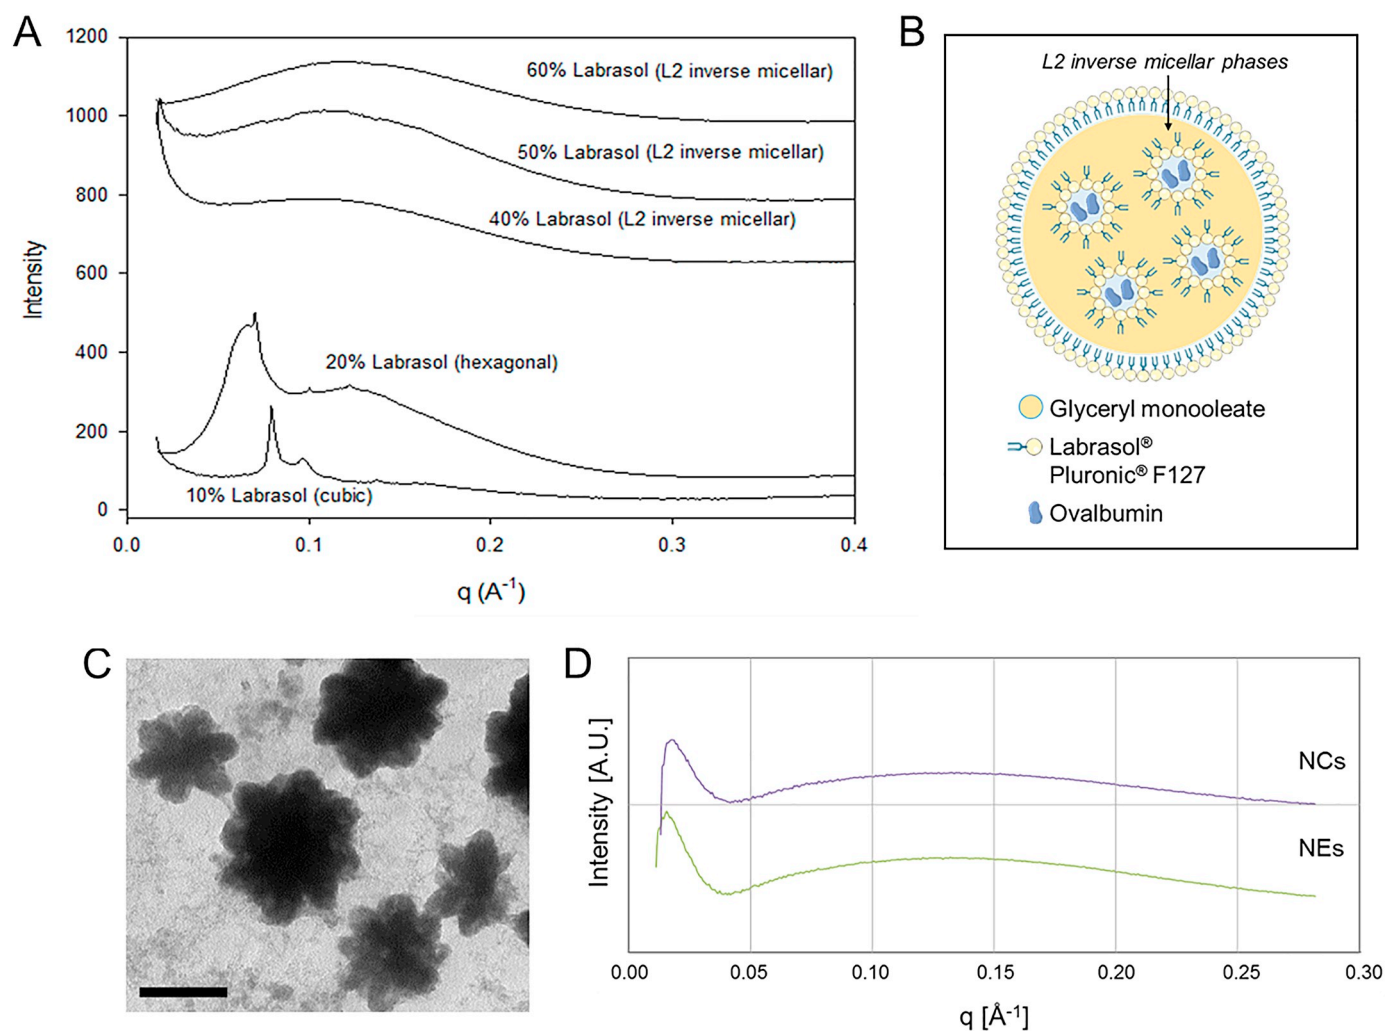 A
1200
1000
800
600
400
200
0
Intensity
60% Labrasol (L2 inverse micellar)
50% Labrasol (L2 inverse micellar)
40% Labrasol (L2 inverse micellar)
20% Labrasol (hexagonal)
10% Labrasol (cubic)
0.0 0.1 0.2 0.3 0.4
q (A⁻¹)
B
L2 inverse micellar phases
Glyceryl monooleate
Labrasol®
Pluronic® F127
Ovalbumin
C
D
Intensity [A.U.]
NCs
NEs
0.00 0.05 0.10 0.15 0.20 0.25 0.30
q [Å⁻¹]